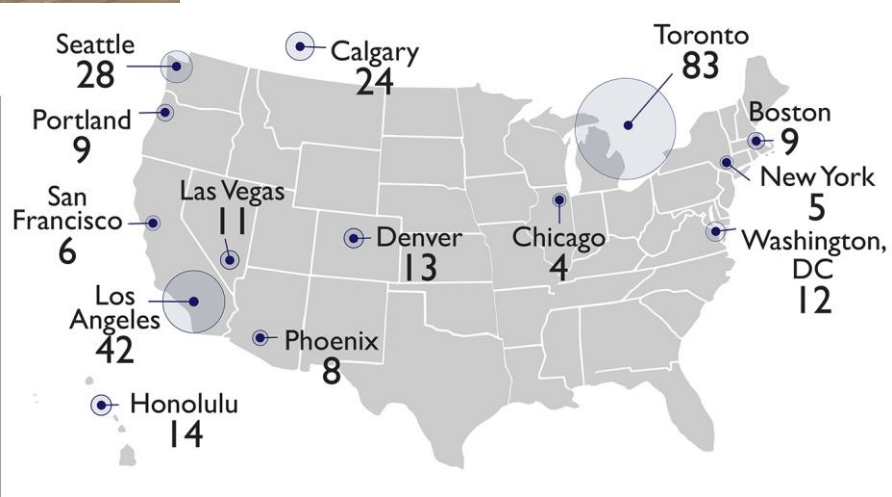 Seattle
28
Calgary
24
Toronto
83
Portland
9
Boston
9
New York
5
San
Francisco
6
Las Vegas
11
Denver
13
Chicago
4
Washington,
DC
12
Los
Angeles
42
Phoenix
8
Honolulu
14